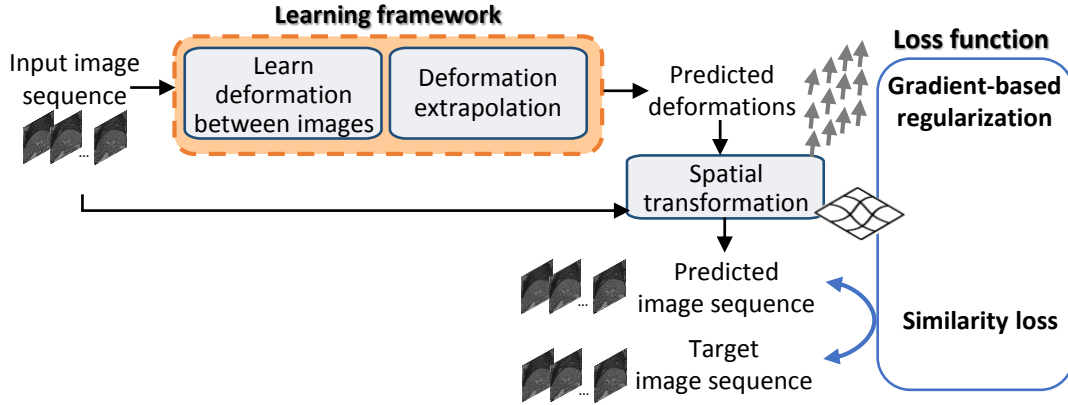 Learning framework
Input image
sequence
...
Learn
deformation
between images
Deformation
extrapolation
Predicted
deformations
Loss function
Gradient-based
regularization
Spatial
transformation
Predicted
image sequence
...
Similarity loss
Target
image sequence
...